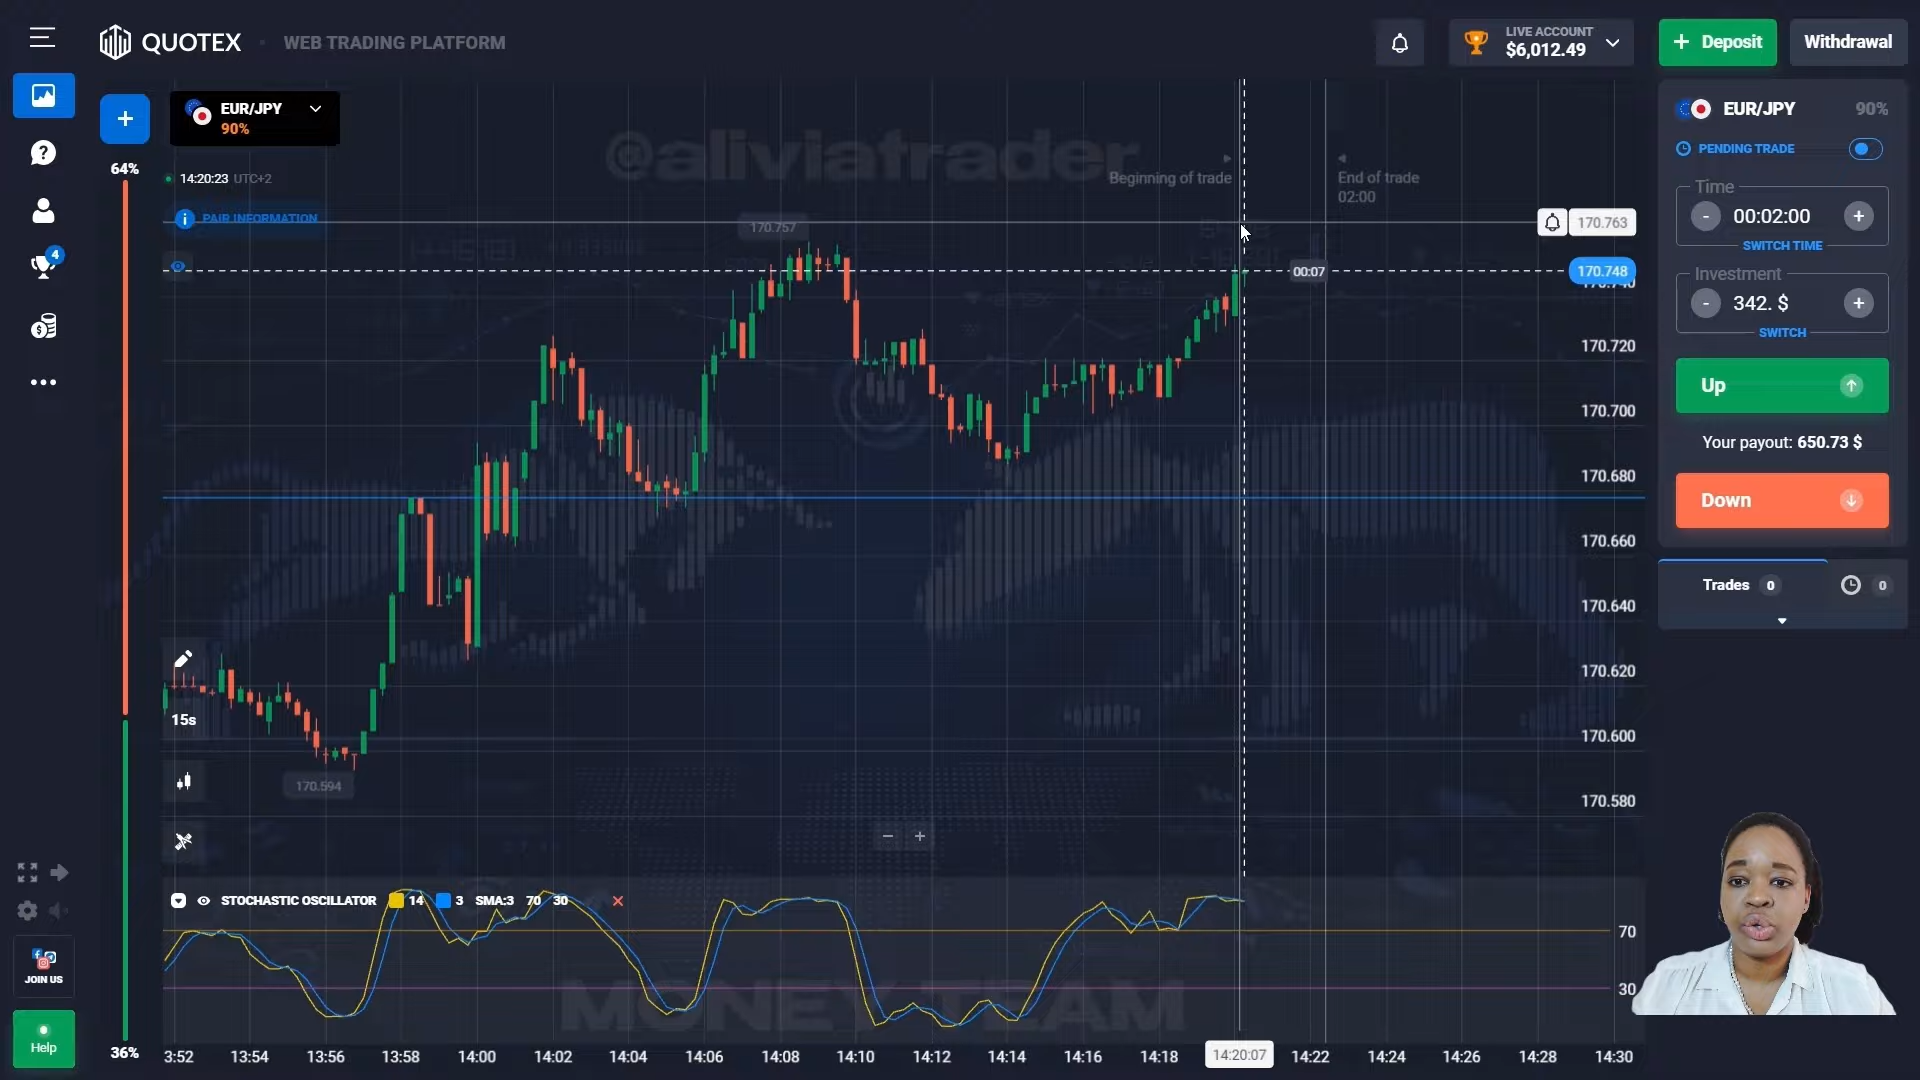 QUOTEX
WEB TRADING PLATFORM
LIVE ACCOUNT
$6,012.49
+ Deposit
Withdrawal
EUR/JPY
90%
64%
14:20:23 UTC+2
PAIR INFORMATION
@aliviatrader
Beginning of trade
End of trade
02:00
170.757
170.763
00:07
170.748
170.740
170.720
170.700
170.680
170.660
170.640
170.620
170.600
170.580
170.594
15s
4
EUR/JPY
90%
PENDING TRADE
Time
- 00:02:00 +
SWITCH TIME
Investment
- 342. $ +
SWITCH
Up
Your payout: 650.73 $
Down
Trades 0
0
STOCHASTIC OSCILLATOR 14 3 SMA:3 70 30
70
30
MONEY TEAM
JOIN US
Help
36%
3:52 13:54 13:56 13:58 14:00 14:02 14:04 14:06 14:08 14:10 14:12 14:14 14:16 14:18 14:20:07 14:22 14:24 14:26 14:28 14:30